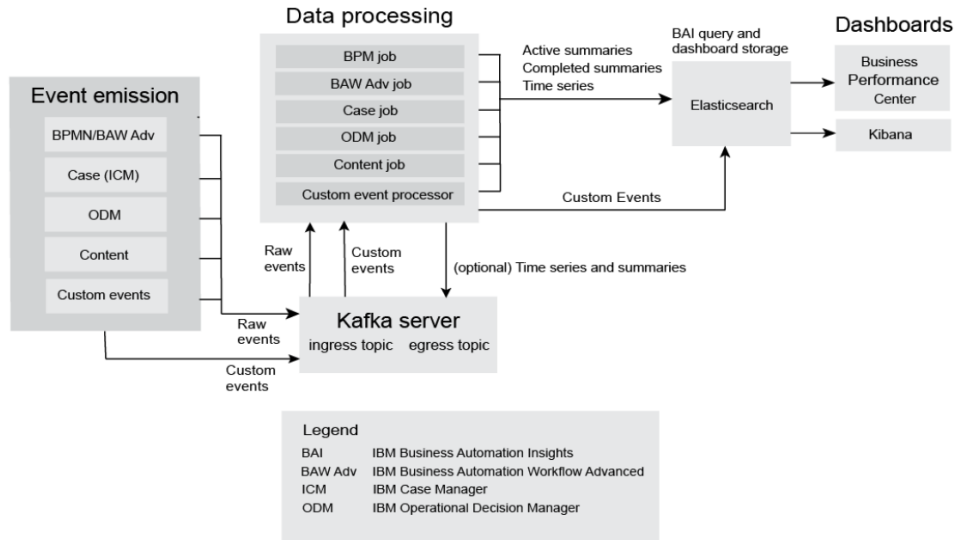 Data processing
BPM job
BAW Adv job
Case job
ODM job
Content job
Custom event processor
Event emission
BPMN/BAW Adv
Case (ICM)
ODM
Content
Custom events
Active summaries
Completed summaries
Time series
BAI query and
dashboard storage
Elasticsearch
Dashboards
Business
Performance
Center
Kibana
Custom Events
Raw
events
Custom
events
(optional) Time series and summaries
Raw
events
Custom
events
Kafka server
ingress topic egress topic
Legend
BAI IBM Business Automation Insights
BAW Adv IBM Business Automation Workflow Advanced
ICM IBM Case Manager
ODM IBM Operational Decision Manager